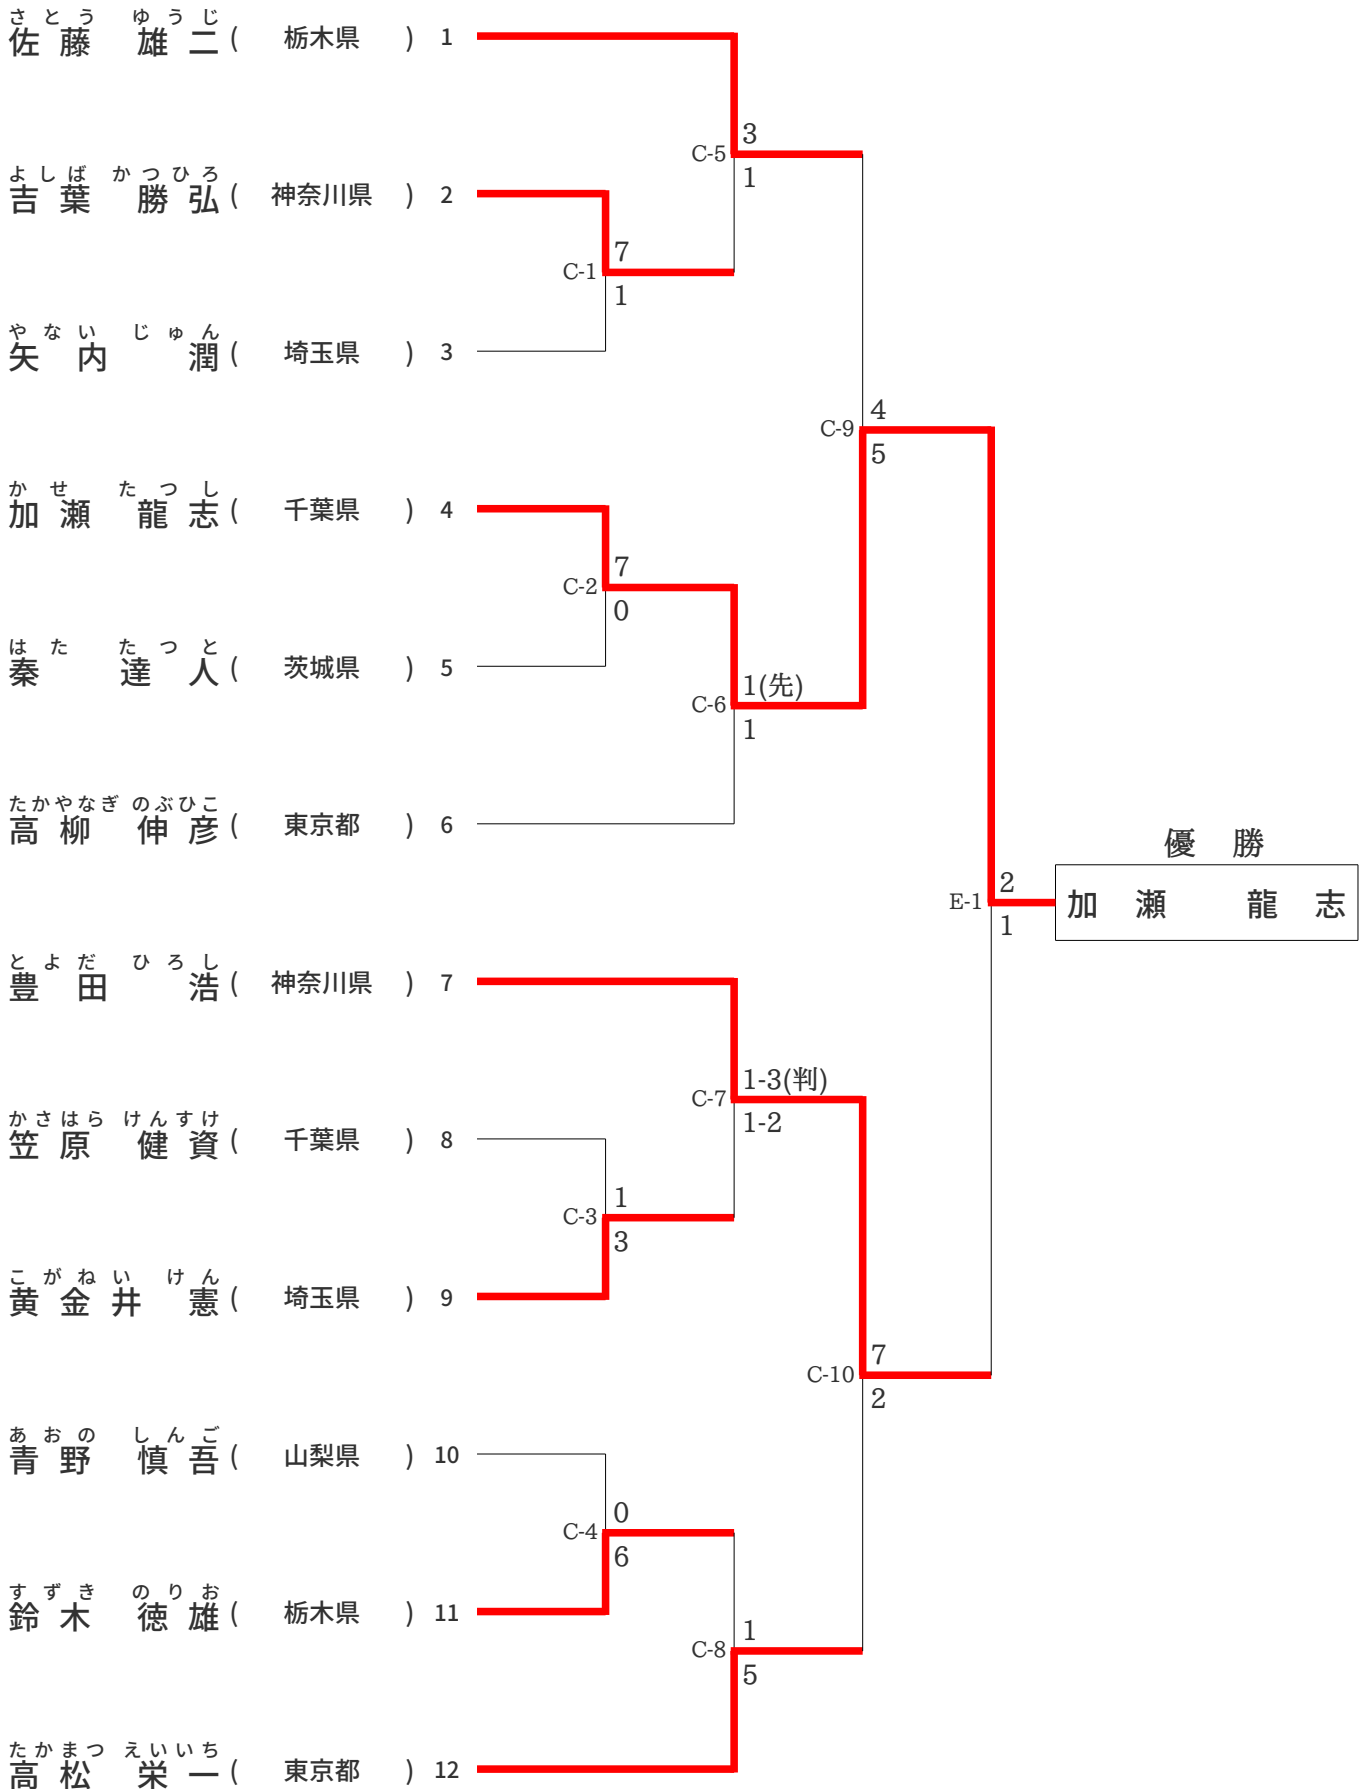 さとう ゆうじ
佐藤 雄二 ( 栃木県 ) 1
3
C-5
1
よしば かつひろ
吉葉 勝弘 ( 神奈川県 ) 2
7
C-1
1
やない じゅん
矢内 潤 ( 埼玉県 ) 3
4
C-9
5
かせ たつし
加瀬 龍志 ( 千葉県 ) 4
7
C-2
0
はた たつと
秦 達人 ( 茨城県 ) 5
1(先)
C-6
1
たかやなぎ のぶひこ
高柳 伸彦 ( 東京都 ) 6
優勝
2
E-1
加瀬 龍志
1
とよだ ひろし
豊田 浩 ( 神奈川県 ) 7
1-3(判)
C-7
1-2
かさはら けんすけ
笠原 健資 ( 千葉県 ) 8
1
C-3
3
こがねい けん
黄金井 憲 ( 埼玉県 ) 9
7
C-10
2
あおの しんご
青野 慎吾 ( 山梨県 ) 10
0
C-4
6
すずき のりお
鈴木 徳雄 ( 栃木県 ) 11
1
C-8
5
たかまつ えいいち
高松 栄一 ( 東京都 ) 12